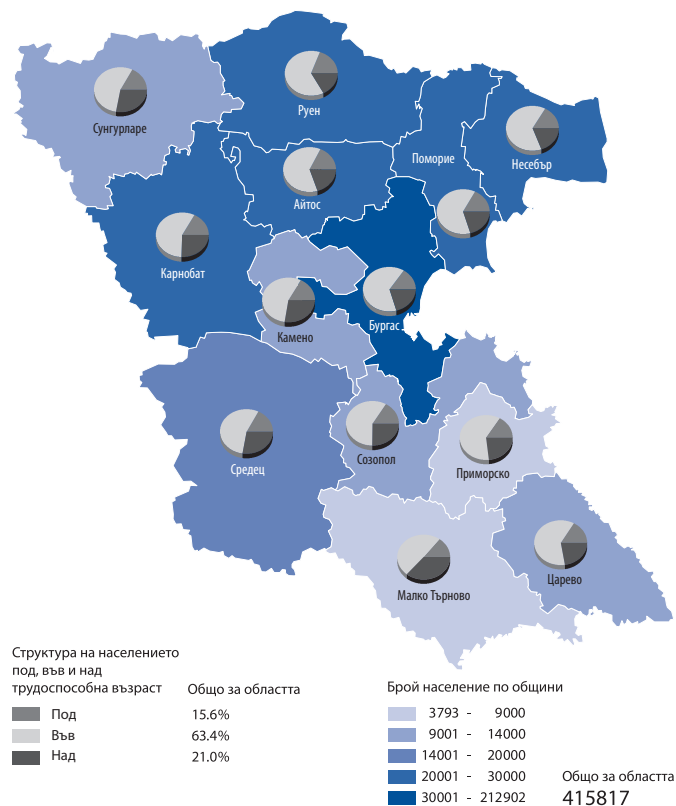 Руен
Сунгурларе
Поморие
Несебър
Айтос
Карнобат
Бургас
Камено
Созопол
Средец
Приморско
Царево
Малко Търново
Структура на населението
под, във и над
трудоспособна възраст
Общо за областта
Под 15.6%
Във 63.4%
Над 21.0%
Брой население по общини
3793 - 9000
9001 - 14000
14001 - 20000
20001 - 30000
30001 - 212902
Общо за областта
415817